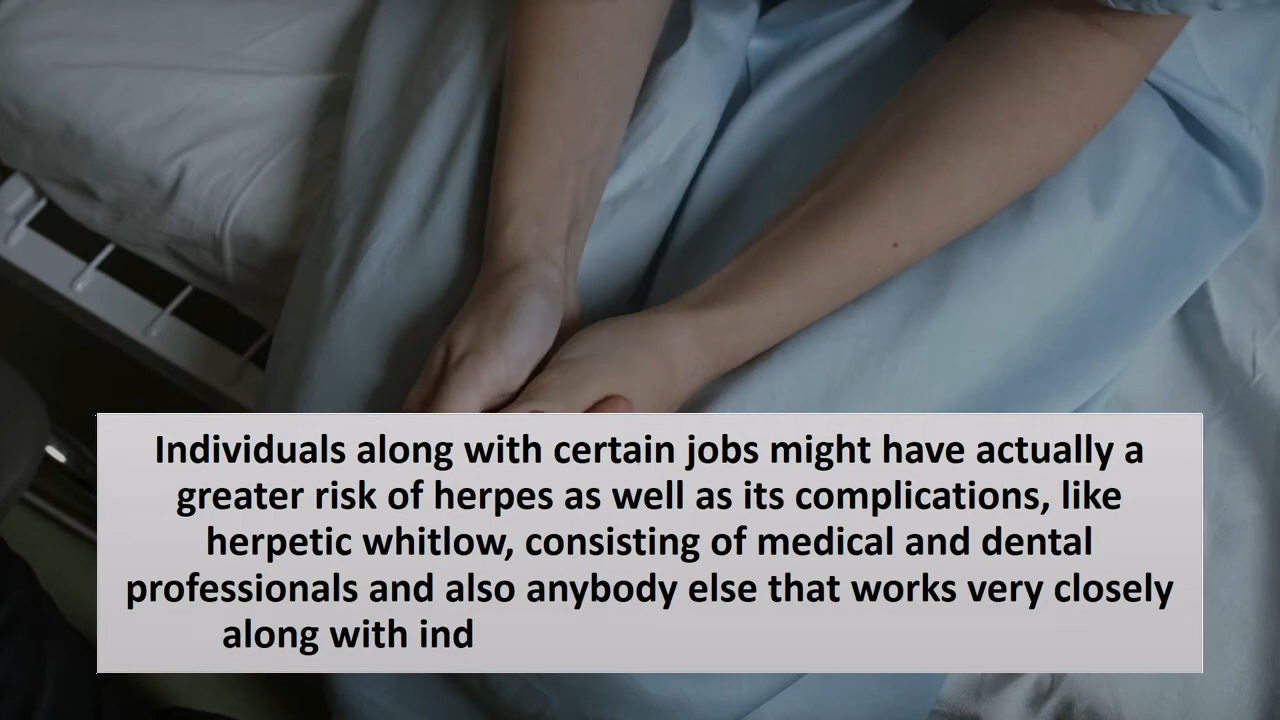 Individuals along with certain jobs might have actually a
greater risk of herpes as well as its complications, like
herpetic whitlow, consisting of medical and dental
professionals and also anybody else that works very closely
along with ind